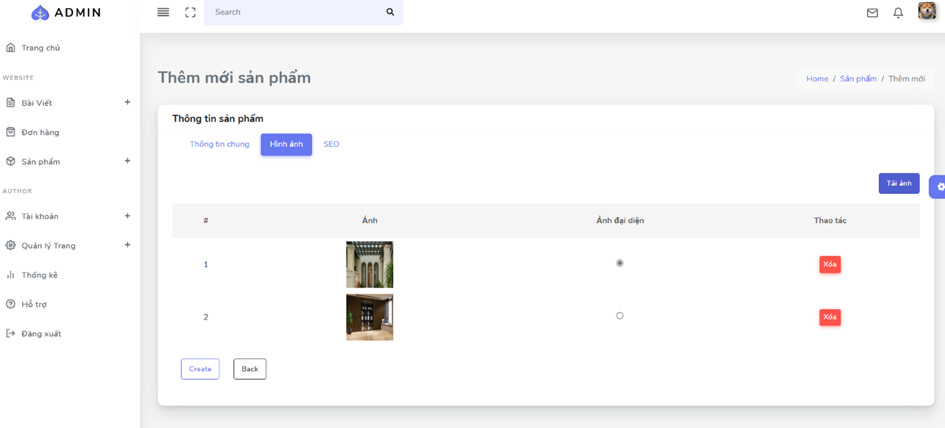 ADMIN
Search
Trang chủ
WEBSITE
Bài Viết +
Đơn hàng
Sản phẩm +
AUTHOR
Tài khoản +
Quản lý Trang +
Thống kê
Hỗ trợ
Đăng xuất
Thêm mới sản phẩm
Home / Sản phẩm / Thêm mới
Thông tin sản phẩm
Thông tin chung Hình ảnh SEO
Tải ảnh
# Ảnh Ảnh đại diện Thao tác
1 Xóa
2 Xóa
Create Back